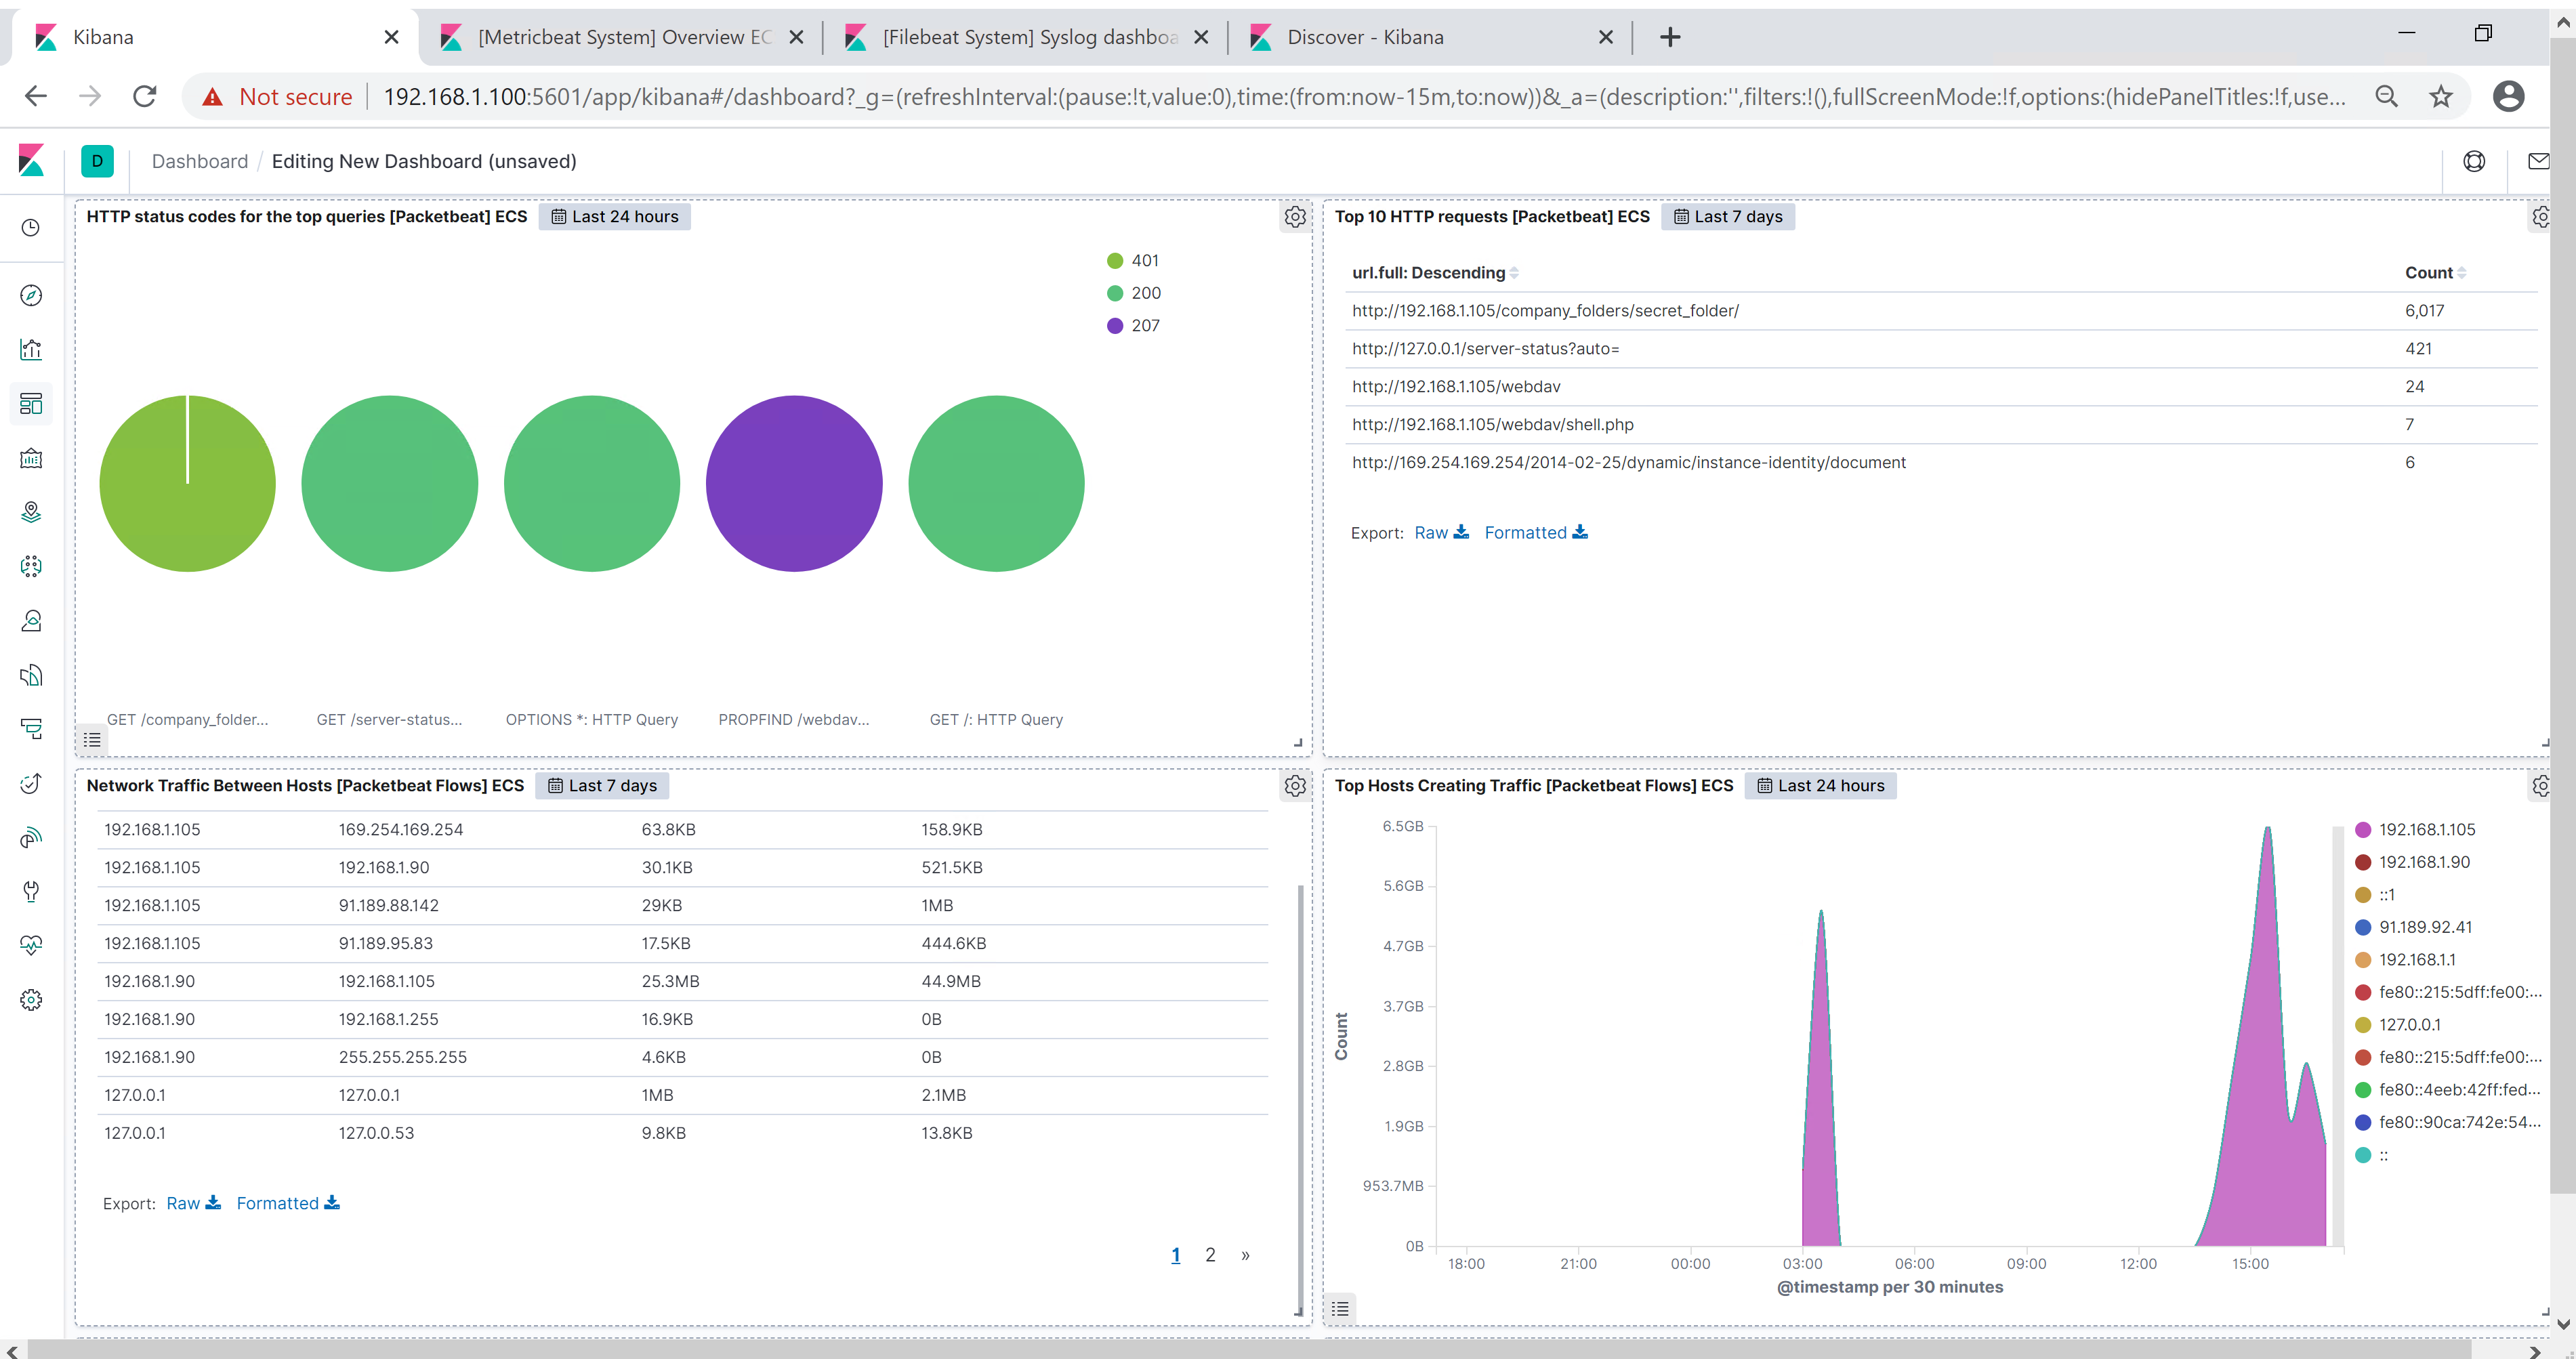 Kibana
[Metricbeat System] Overview EC
[Filebeat System] Syslog dashboa
Discover - Kibana
Not secure
192.168.1.100:5601/app/kibana#/dashboard?_g=(refreshInterval:(pause:!t,value:0),time:(from:now-15m,to:now))&_a=(description:'',filters:!(),fullScreenMode:!f,options:(hidePanelTitles:!f,use...
D
Dashboard / Editing New Dashboard (unsaved)
HTTP status codes for the top queries [Packetbeat] ECS
Last 24 hours
401
200
207
GET /company_folder...
GET /server-status...
OPTIONS *: HTTP Query
PROPFIND /webdav...
GET /: HTTP Query
Top 10 HTTP requests [Packetbeat] ECS
Last 7 days
url.full: Descending Count
http://192.168.1.105/company_folders/secret_folder/ 6,017
http://127.0.0.1/server-status?auto= 421
http://192.168.1.105/webdav 24
http://192.168.1.105/webdav/shell.php 7
http://169.254.169.254/2014-02-25/dynamic/instance-identity/document 6
Export: Raw Formatted
Network Traffic Between Hosts [Packetbeat Flows] ECS
Last 7 days
192.168.1.105 169.254.169.254 63.8KB 158.9KB
192.168.1.105 192.168.1.90 30.1KB 521.5KB
192.168.1.105 91.189.88.142 29KB 1MB
192.168.1.105 91.189.95.83 17.5KB 444.6KB
192.168.1.90 192.168.1.105 25.3MB 44.9MB
192.168.1.90 192.168.1.255 16.9KB 0B
192.168.1.90 255.255.255.255 4.6KB 0B
127.0.0.1 127.0.0.1 1MB 2.1MB
127.0.0.1 127.0.0.53 9.8KB 13.8KB
Export: Raw Formatted
1 2 »
Top Hosts Creating Traffic [Packetbeat Flows] ECS
Last 24 hours
6.5GB
5.6GB
4.7GB
3.7GB
2.8GB
1.9GB
953.7MB
0B
Count
18:00 21:00 00:00 03:00 06:00 09:00 12:00 15:00
@timestamp per 30 minutes
192.168.1.105
192.168.1.90
::1
91.189.92.41
192.168.1.1
fe80::215:5dff:fe00:...
127.0.0.1
fe80::215:5dff:fe00:...
fe80::4eeb:42ff:fed...
fe80::90ca:742e:54...
::